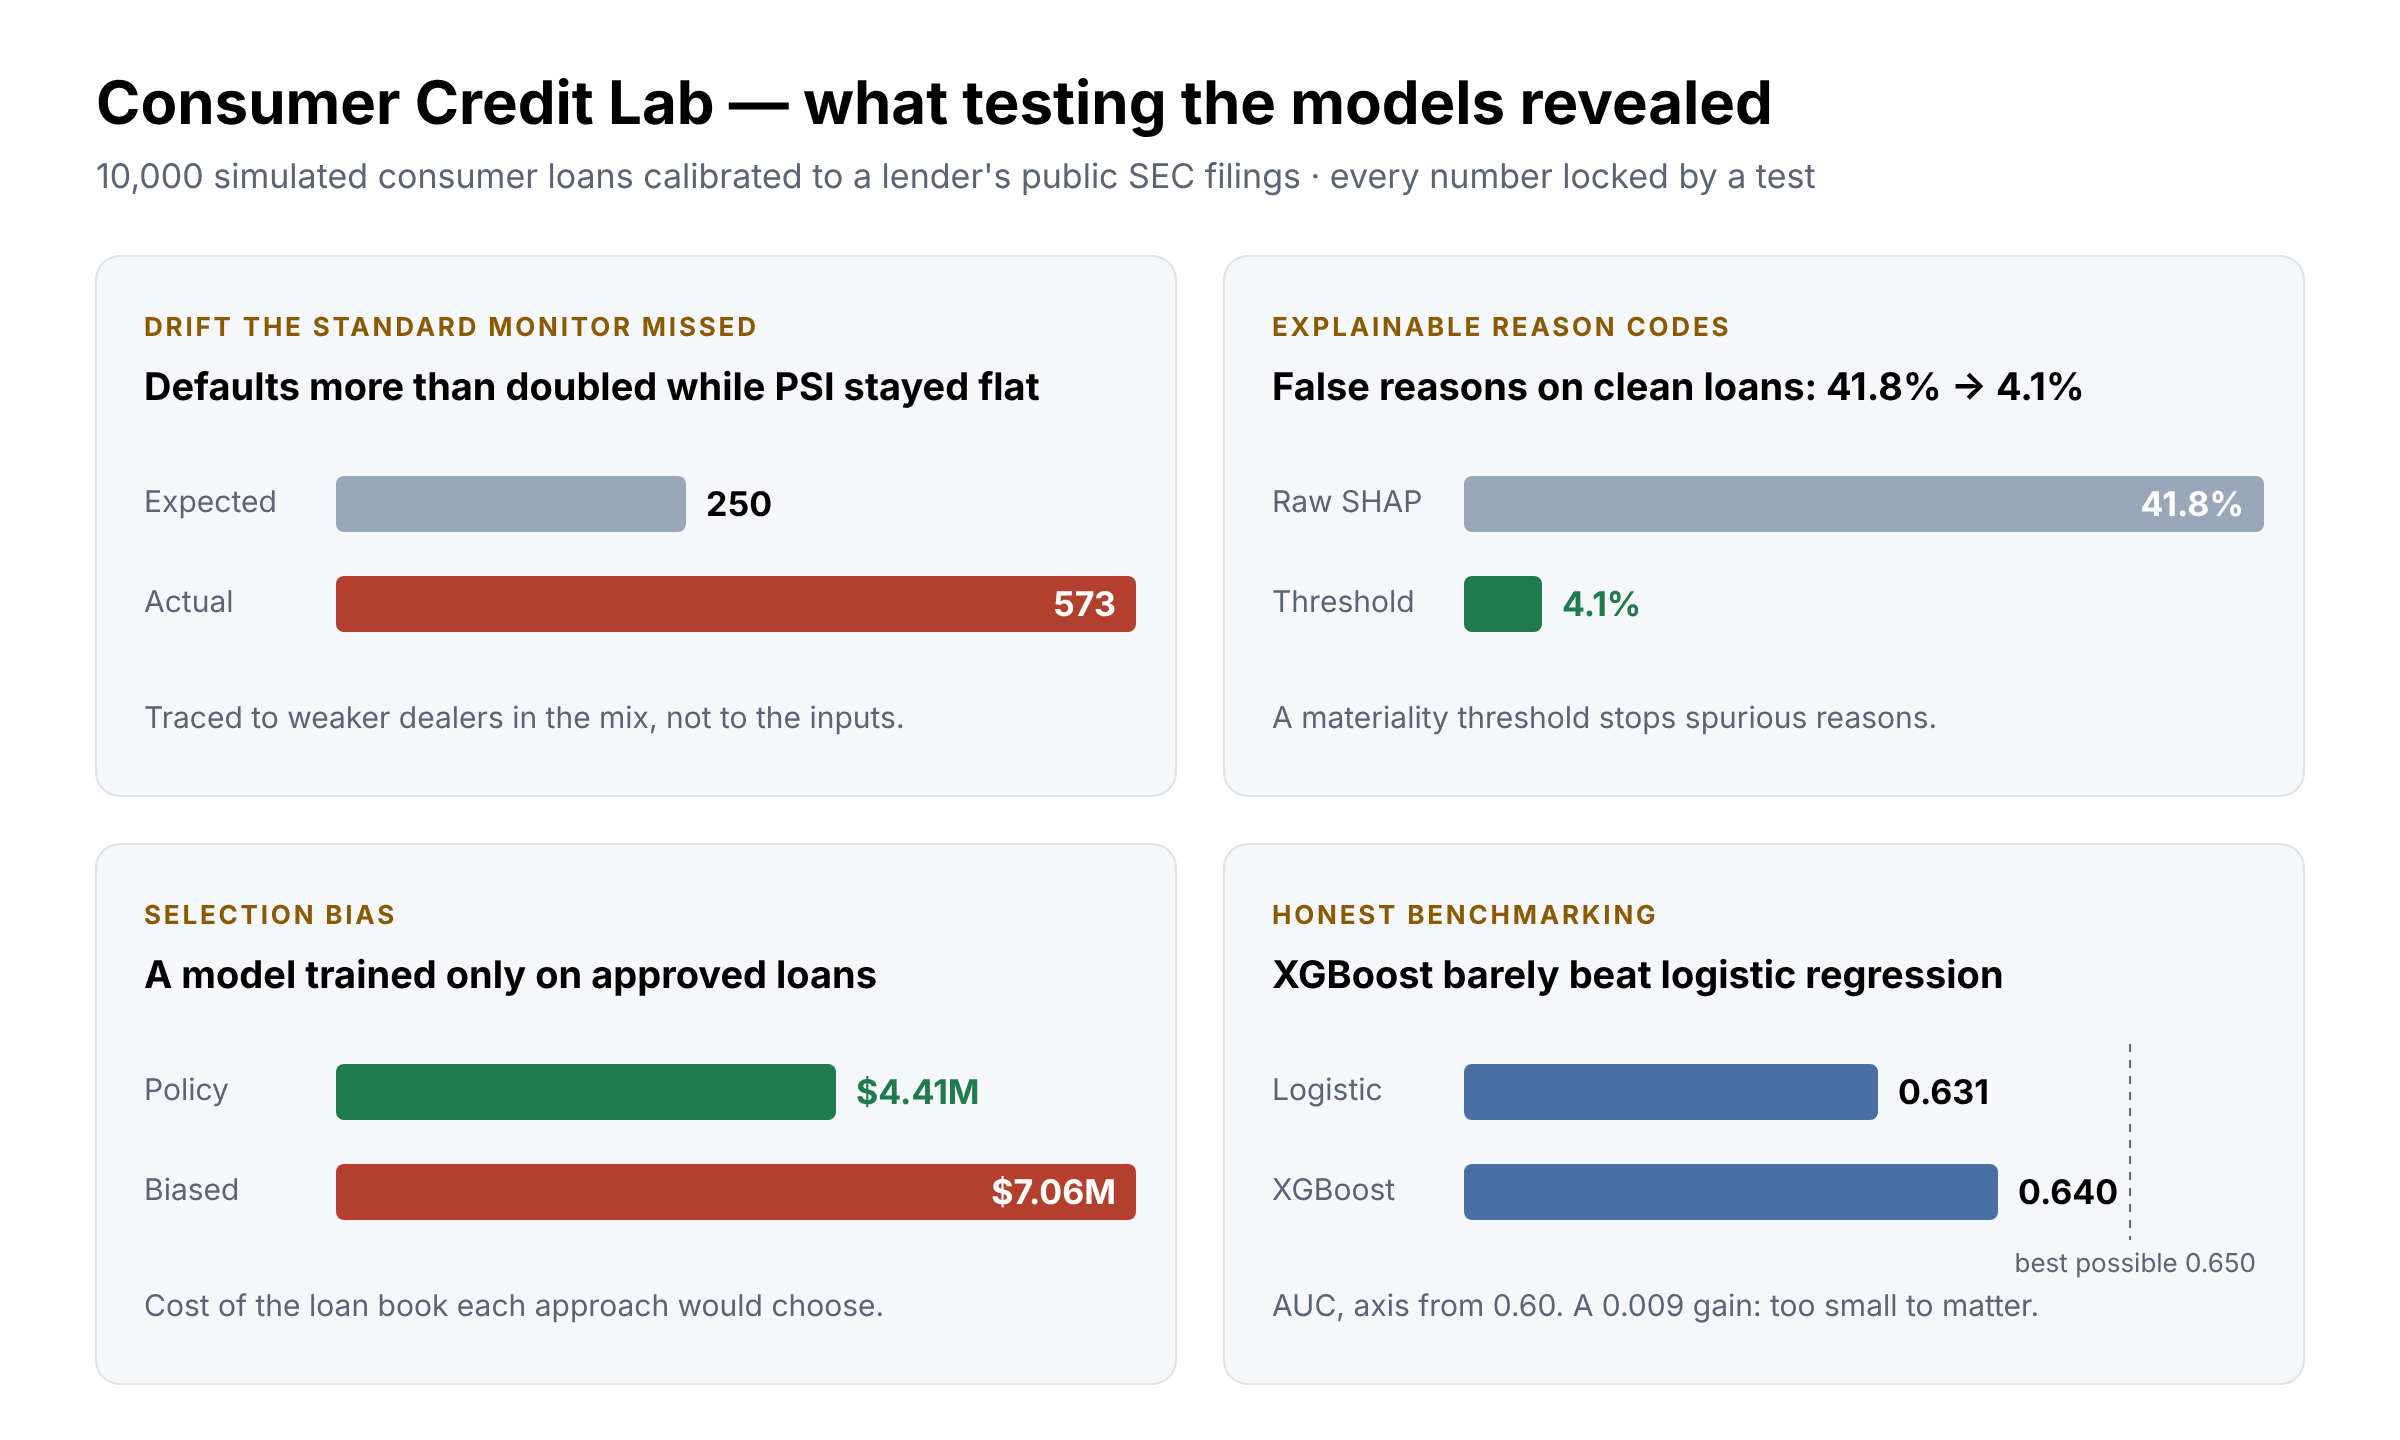 Consumer Credit Lab — what testing the models revealed
10,000 simulated consumer loans calibrated to a lender's public SEC filings · every number locked by a test
DRIFT THE STANDARD MONITOR MISSED
Defaults more than doubled while PSI stayed flat
Expected 250
Actual 573
Traced to weaker dealers in the mix, not to the inputs.
EXPLAINABLE REASON CODES
False reasons on clean loans: 41.8% → 4.1%
Raw SHAP 41.8%
Threshold 4.1%
A materiality threshold stops spurious reasons.
SELECTION BIAS
A model trained only on approved loans
Policy $4.41M
Biased $7.06M
Cost of the loan book each approach would choose.
HONEST BENCHMARKING
XGBoost barely beat logistic regression
Logistic 0.631
XGBoost 0.640
best possible 0.650
AUC, axis from 0.60. A 0.009 gain: too small to matter.